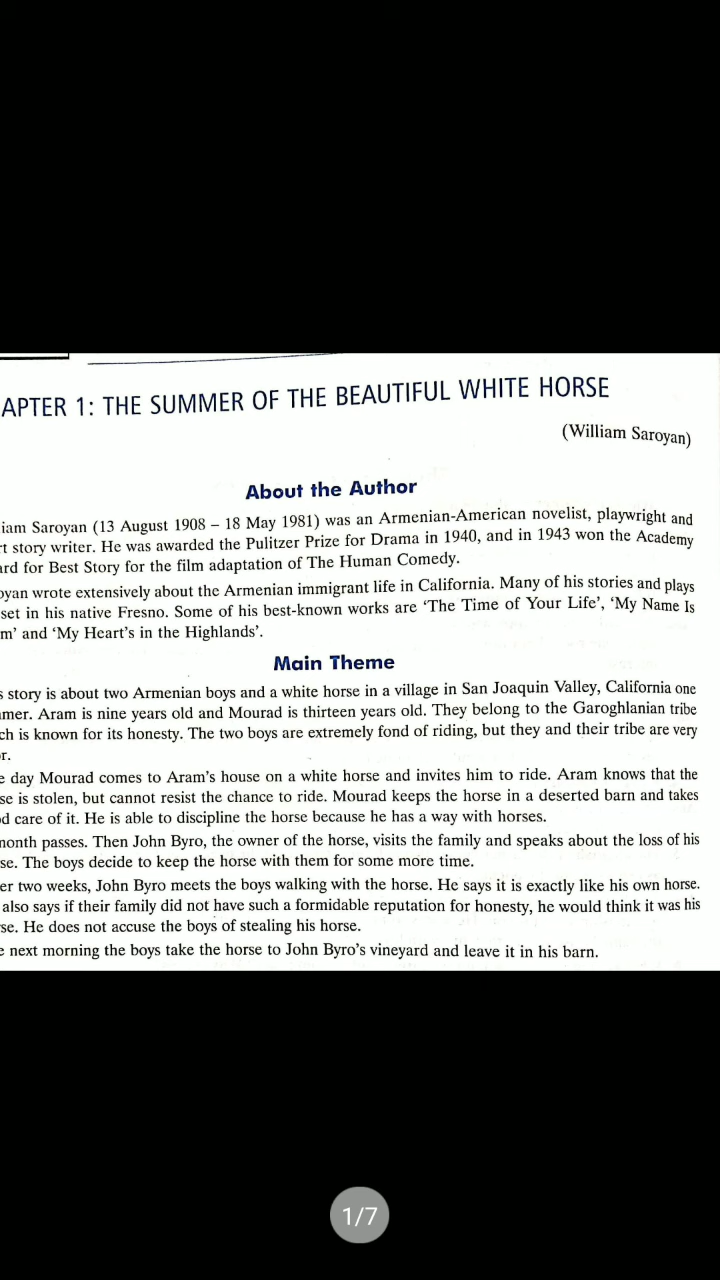 APTER 1: THE SUMMER OF THE BEAUTIFUL WHITE HORSE
(William Saroyan)
About the Author
iam Saroyan (13 August 1908 – 18 May 1981) was an Armenian-American novelist, playwright and
rt story writer. He was awarded the Pulitzer Prize for Drama in 1940, and in 1943 won the Academy
ard for Best Story for the film adaptation of The Human Comedy.
oyan wrote extensively about the Armenian immigrant life in California. Many of his stories and plays
set in his native Fresno. Some of his best-known works are ‘The Time of Your Life’, ‘My Name Is
m’ and ‘My Heart’s in the Highlands’.
Main Theme
s story is about two Armenian boys and a white horse in a village in San Joaquin Valley, California one
mer. Aram is nine years old and Mourad is thirteen years old. They belong to the Garoghlanian tribe
ch is known for its honesty. The two boys are extremely fond of riding, but they and their tribe are very
r.
e day Mourad comes to Aram’s house on a white horse and invites him to ride. Aram knows that the
se is stolen, but cannot resist the chance to ride. Mourad keeps the horse in a deserted barn and takes
d care of it. He is able to discipline the horse because he has a way with horses.
month passes. Then John Byro, the owner of the horse, visits the family and speaks about the loss of his
se. The boys decide to keep the horse with them for some more time.
er two weeks, John Byro meets the boys walking with the horse. He says it is exactly like his own horse.
also says if their family did not have such a formidable reputation for honesty, he would think it was his
se. He does not accuse the boys of stealing his horse.
e next morning the boys take the horse to John Byro’s vineyard and leave it in his barn.
1/7